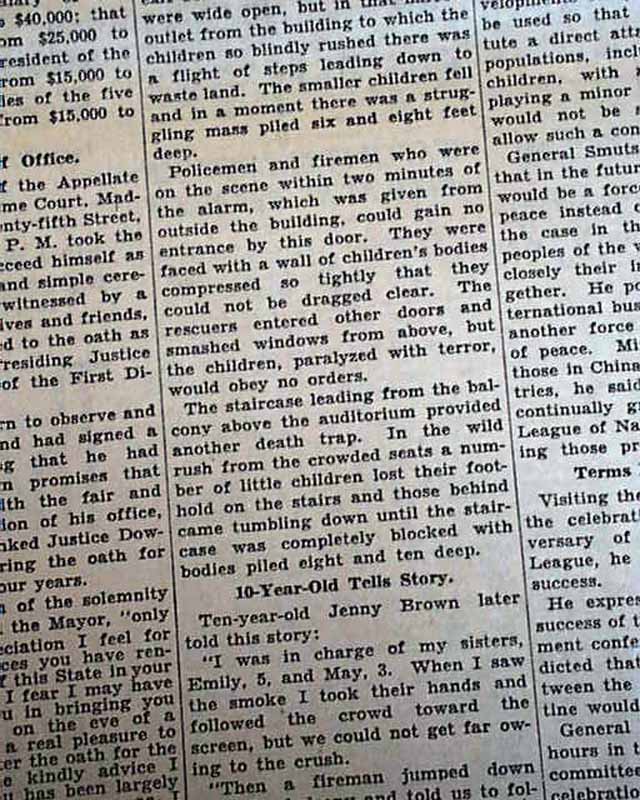 $40,000; that
om $25,000 to
resident of the
rom $15,000 to
ies of the five
from $15,000 to
f Office.
f the Appellate
me Court, Mad-
nty-fifth Street,
P. M. took the
ceed himself as
and simple cere-
witnessed by a
ives and friends,
ed to the oath as
residing Justice
of the First Di-
rn to observe and
nd had signed a
g that he had
n promises that
ith the fair and
ion of his office,
nked Justice Dow-
ring the oath for
our years.
n of the solemnity
the Mayor, "only
eciation I feel for
ces you have ren-
f this State in your
I fear I may have
u in bringing you
on the eve of a
a real pleasure to
ter the oath for the
e kindly advice I
u has been largely
were wide open, but in that
outlet from the building to which the
children so blindly rushed there was
a flight of steps leading down to
waste land. The smaller children fell
and in a moment there was a strug-
gling mass piled six and eight feet
deep.
Policemen and firemen who were
on the scene within two minutes of
the alarm, which was given from
outside the building, could gain no
entrance by this door. They were
faced with a wall of children's bodies
compressed so tightly that they
could not be dragged clear. The
rescuers entered other doors and
smashed windows from above, but
the children, paralyzed with terror,
would obey no orders.
The staircase leading from the bal-
cony above the auditorium provided
another death trap. In the wild
rush from the crowded seats a num-
ber of little children lost their foot-
hold on the stairs and those behind
came tumbling down until the stair-
case was completely blocked with
bodies piled eight and ten deep.
10-Year-Old Tells Story.
Ten-year-old Jenny Brown later
told this story:
"I was in charge of my sisters,
Emily, 5, and May, 3. When I saw
the smoke I took their hands and
followed the crowd toward the
screen, but we could not get far ow-
ing to the crush.
"Then a fireman jumped down
and told us to fol-
be used so that
tute a direct atta
populations, incl
children, with
playing a minor
would not be
allow such a con
General Smuts
that in the futur
would be a forc
peace instead
the case in th
peoples of the
closely their in
gether. He po
ternational bus
another force
of peace. Mi
those in China
tries, he said
continually gr
League of Na
ing those pr
Terms
Visiting the
the celebrat
versary of
League, he
success.
He expres
success of t
ment confe
dicted that
tween the
tine would
General
hours in t
committee
celebration